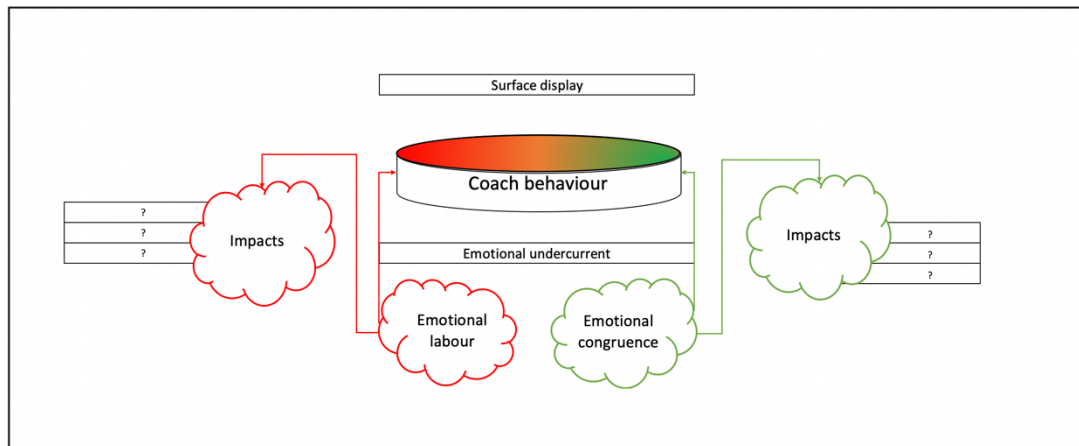 Surface display
Coach behaviour
?
?
?
Impacts
Impacts
?
?
?
Emotional undercurrent
Emotional
labour
Emotional
congruence